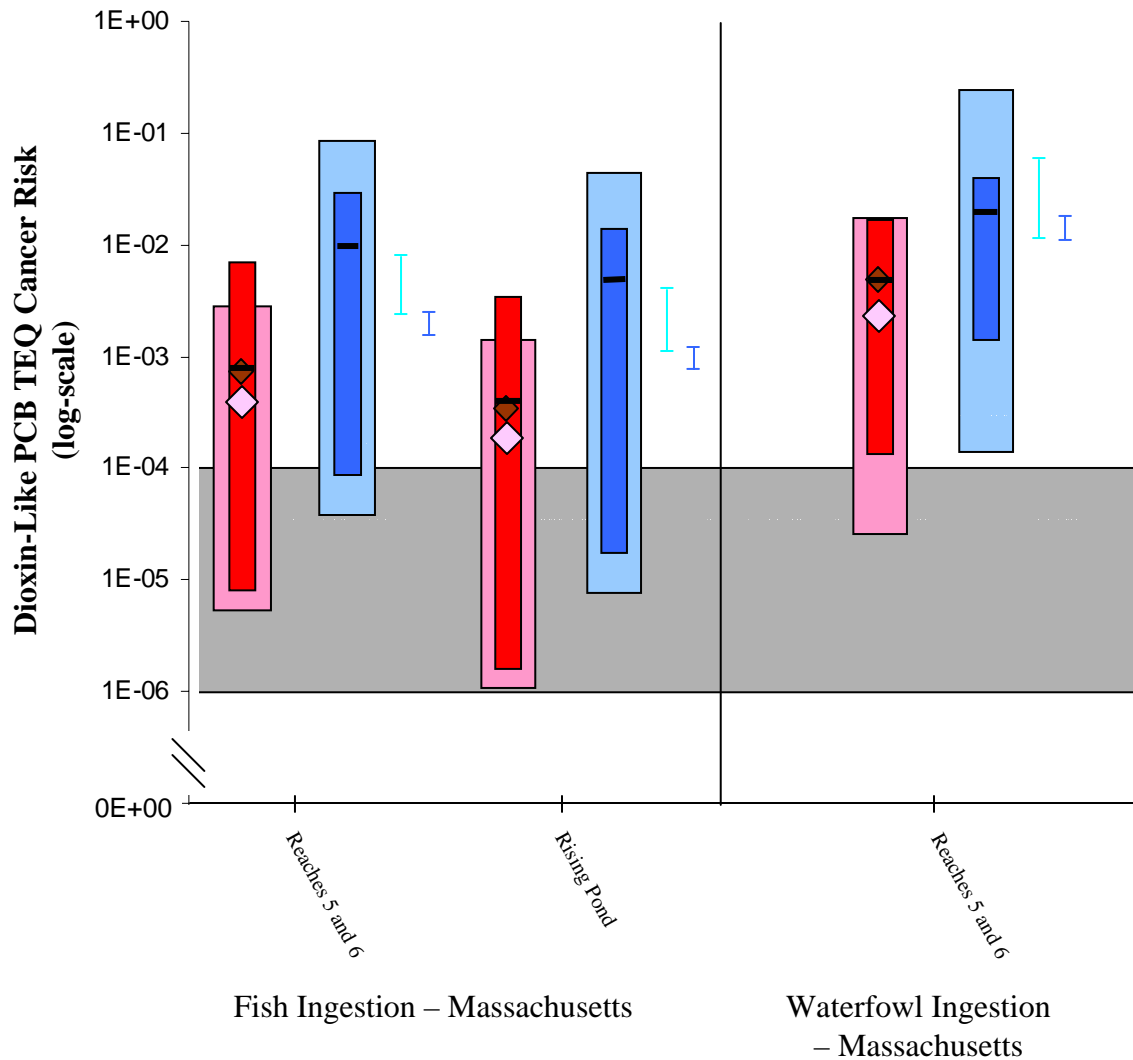 Dioxin-Like PCB TEQ Cancer Risk
(log-scale)
1E+00
1E-01
1E-02
1E-03
1E-04
1E-05
1E-06
0E+00
Reaches 5 and 6
Rising Pond
Reaches 5 and 6
Fish Ingestion – Massachusetts
Waterfowl Ingestion
– Massachusetts